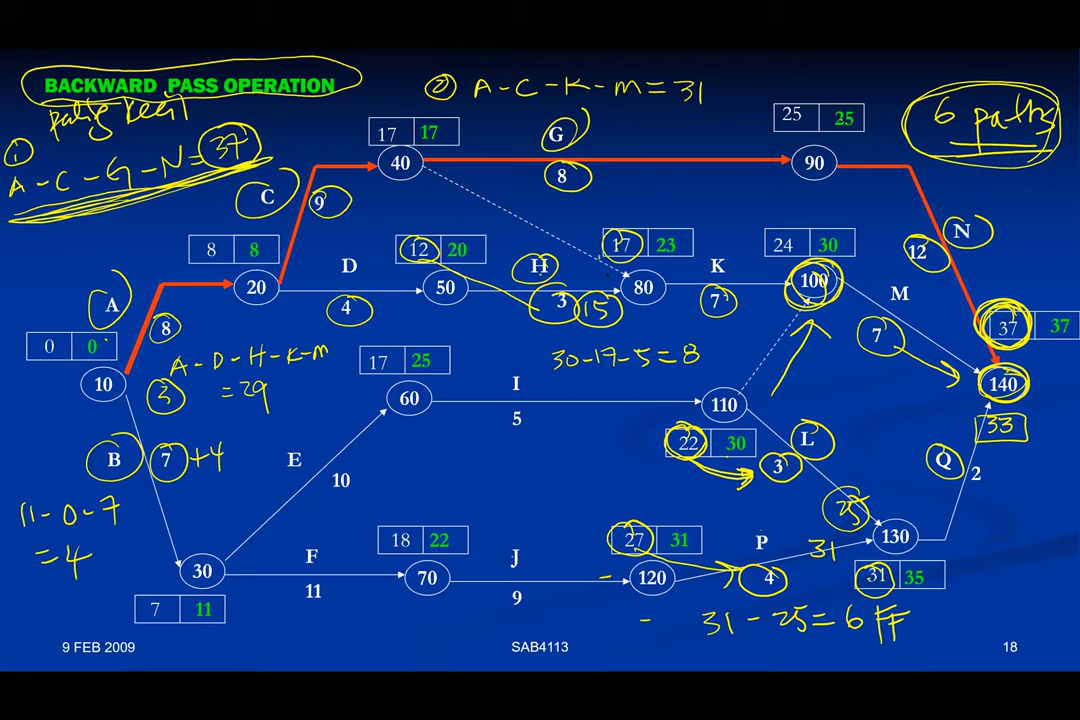 BACKWARD PASS OPERATION
② A - C - K - M = 31
6 paths
paling kecil
①
A - C - G - N = 37
17 17
40
G
8
25 25
90
C
9
8 8
20
D
4
12 20
50
H
3
15
17 23
80
K
7
24 30
100
M
7
N
12
37 37
140
33
A
8
0 0
10
A - D - H - K - M
③ = 29
17 25
60
I
5
30 - 17 - 5 = 8
110
22 30
L
3
25
Q
2
B
7 + 4
E
10
11 - 0 - 7
= 4
30
7 11
F
11
18 22
70
J
9
27 31
120
P
4
31
130
31 35
31 - 25 = 6 FF
9 FEB 2009
SAB4113
18